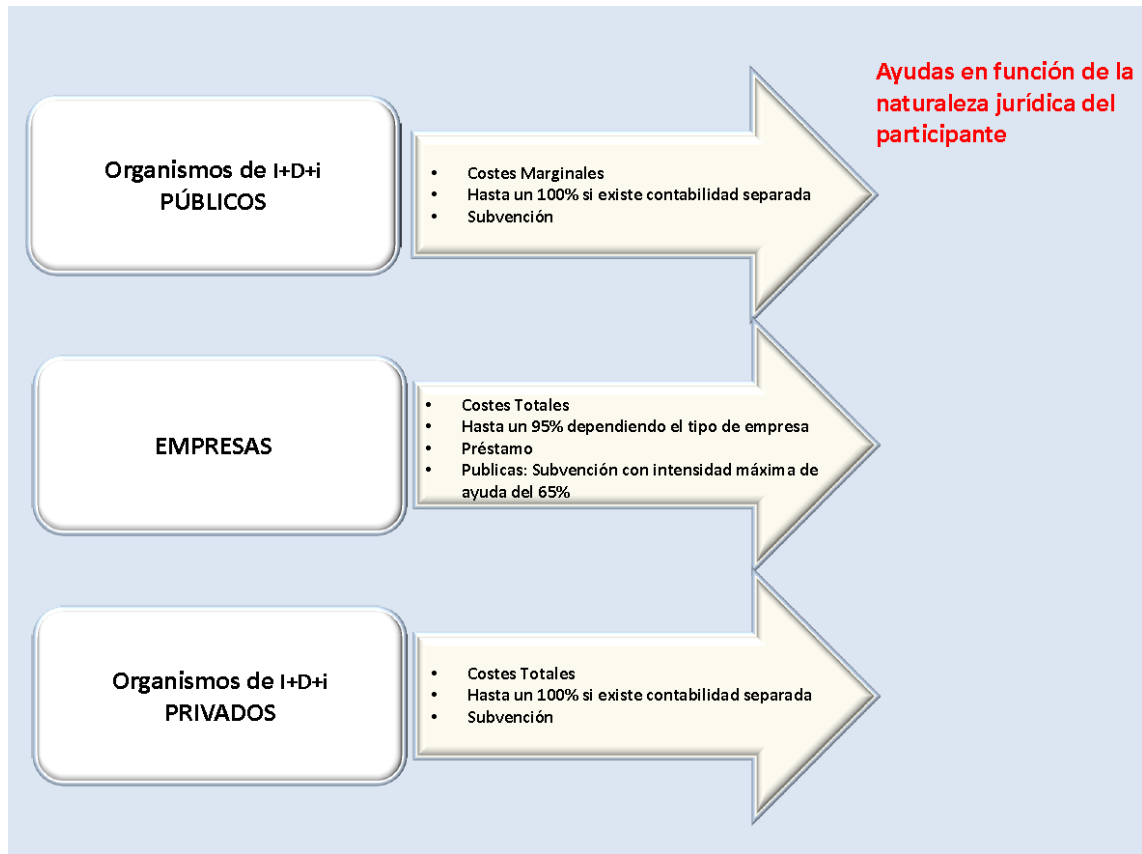 Ayudas en función de la
naturaleza jurídica del
participante
Organismos de I+D+i
PÚBLICOS
• Costes Marginales
• Hasta un 100% si existe contabilidad separada
• Subvención
EMPRESAS
• Costes Totales
• Hasta un 95% dependiendo el tipo de empresa
• Préstamo
• Publicas: Subvención con intensidad máxima de
ayuda del 65%
Organismos de I+D+i
PRIVADOS
• Costes Totales
• Hasta un 100% si existe contabilidad separada
• Subvención